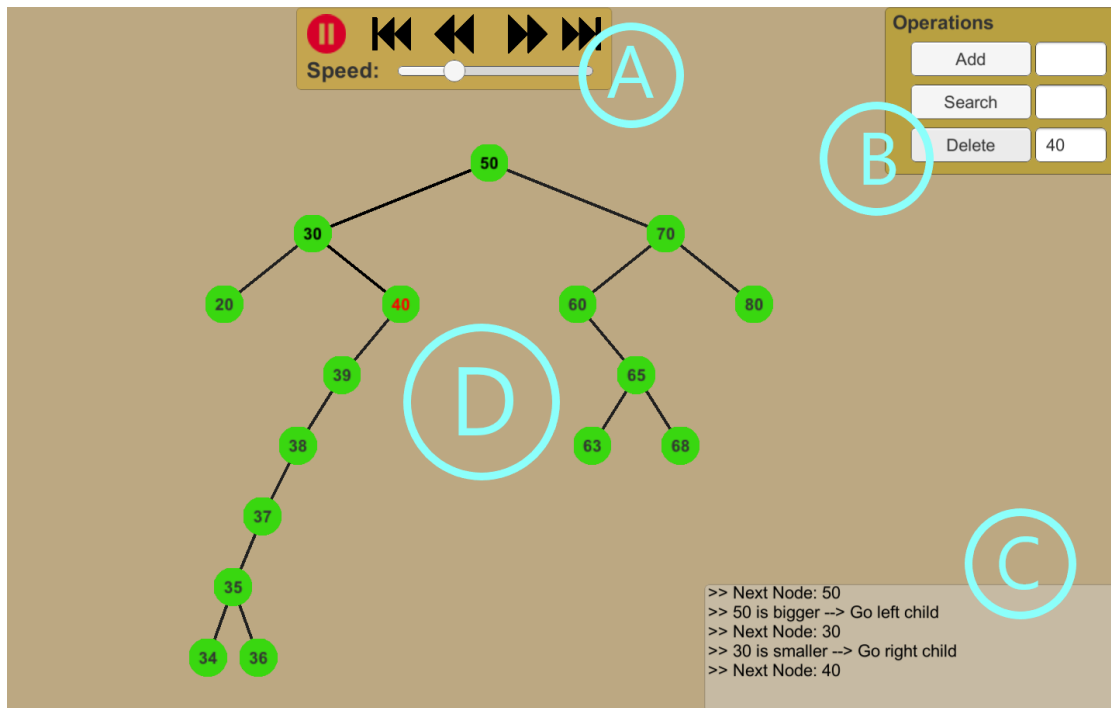 Speed:
A
Operations
Add
Search
Delete 40
B
50
30 70
20 40 60 80
39 65
D
38 63 68
37
35
34 36
C
>> Next Node: 50
>> 50 is bigger --> Go left child
>> Next Node: 30
>> 30 is smaller --> Go right child
>> Next Node: 40